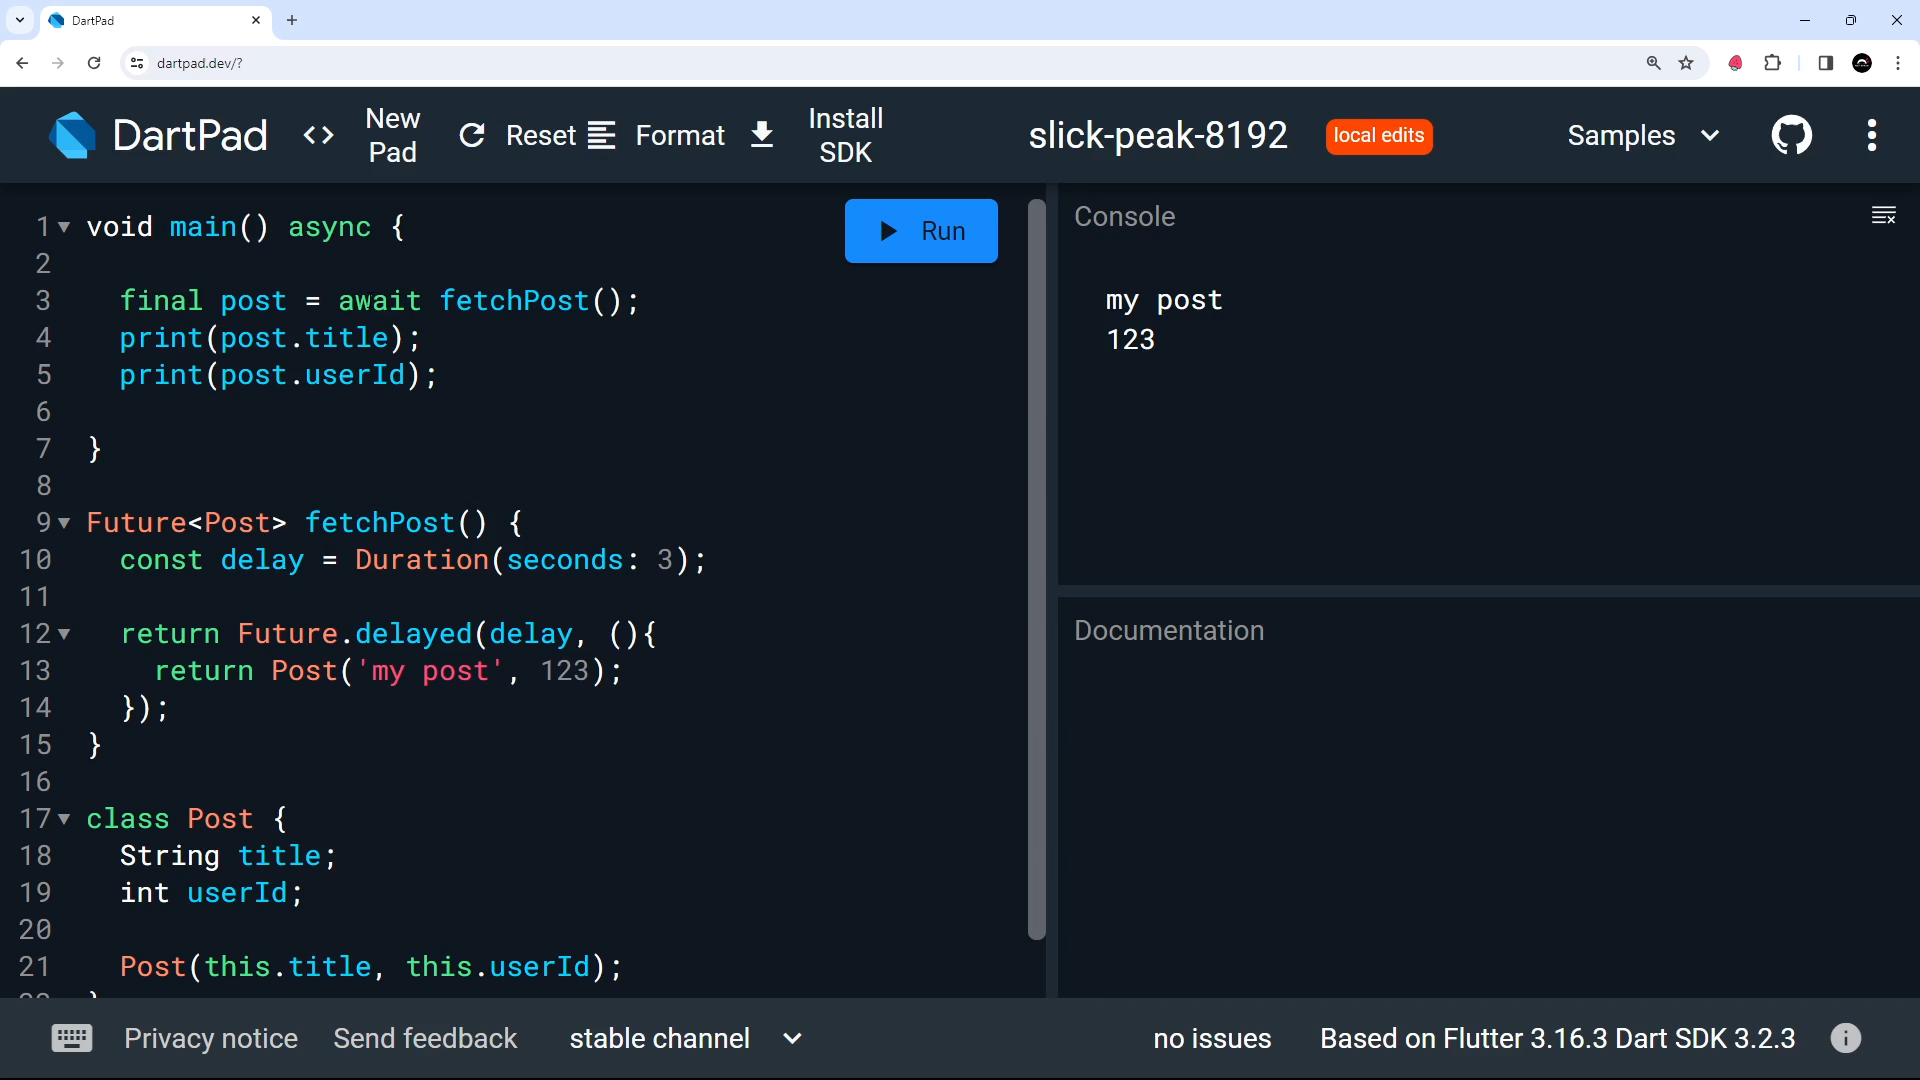 DartPad
dartpad.dev/?
DartPad
<> New Pad
Reset
Format
Install SDK
slick-peak-8192
local edits
Samples
1 void main() async {
2
3   final post = await fetchPost();
4   print(post.title);
5   print(post.userId);
6
7 }
8
9 Future<Post> fetchPost() {
10   const delay = Duration(seconds: 3);
11
12   return Future.delayed(delay, (){
13     return Post('my post', 123);
14   });
15 }
16
17 class Post {
18   String title;
19   int userId;
20
21   Post(this.title, this.userId);
Run
Console
my post
123
Documentation
Privacy notice
Send feedback
stable channel
no issues
Based on Flutter 3.16.3 Dart SDK 3.2.3